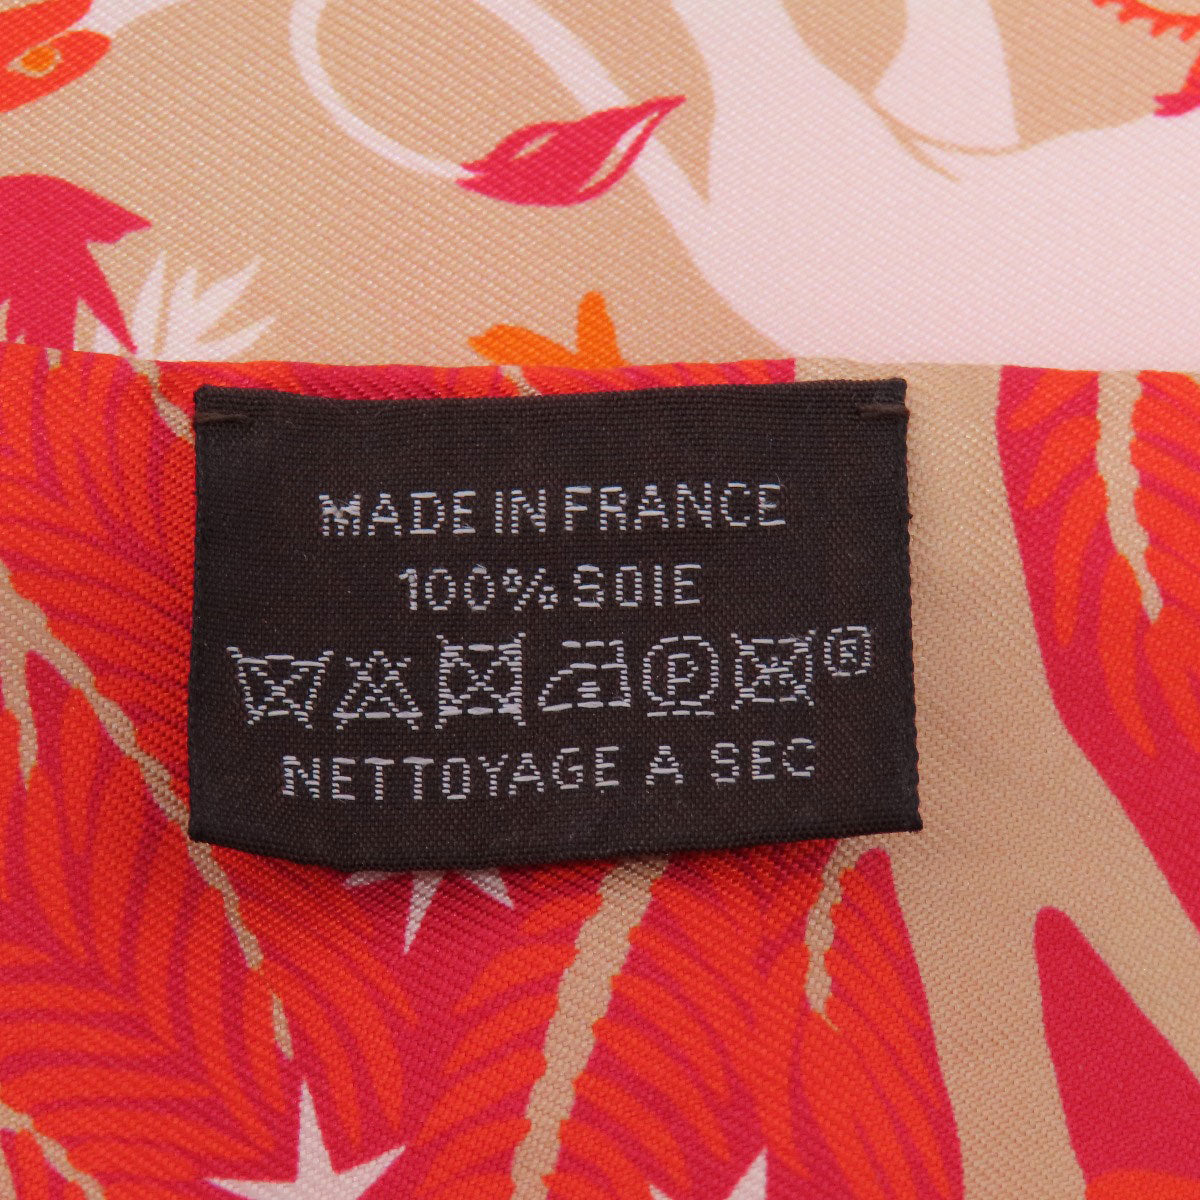 MADE IN FRANCE
100% SOIE
P ®
NETTOYAGE A SEC